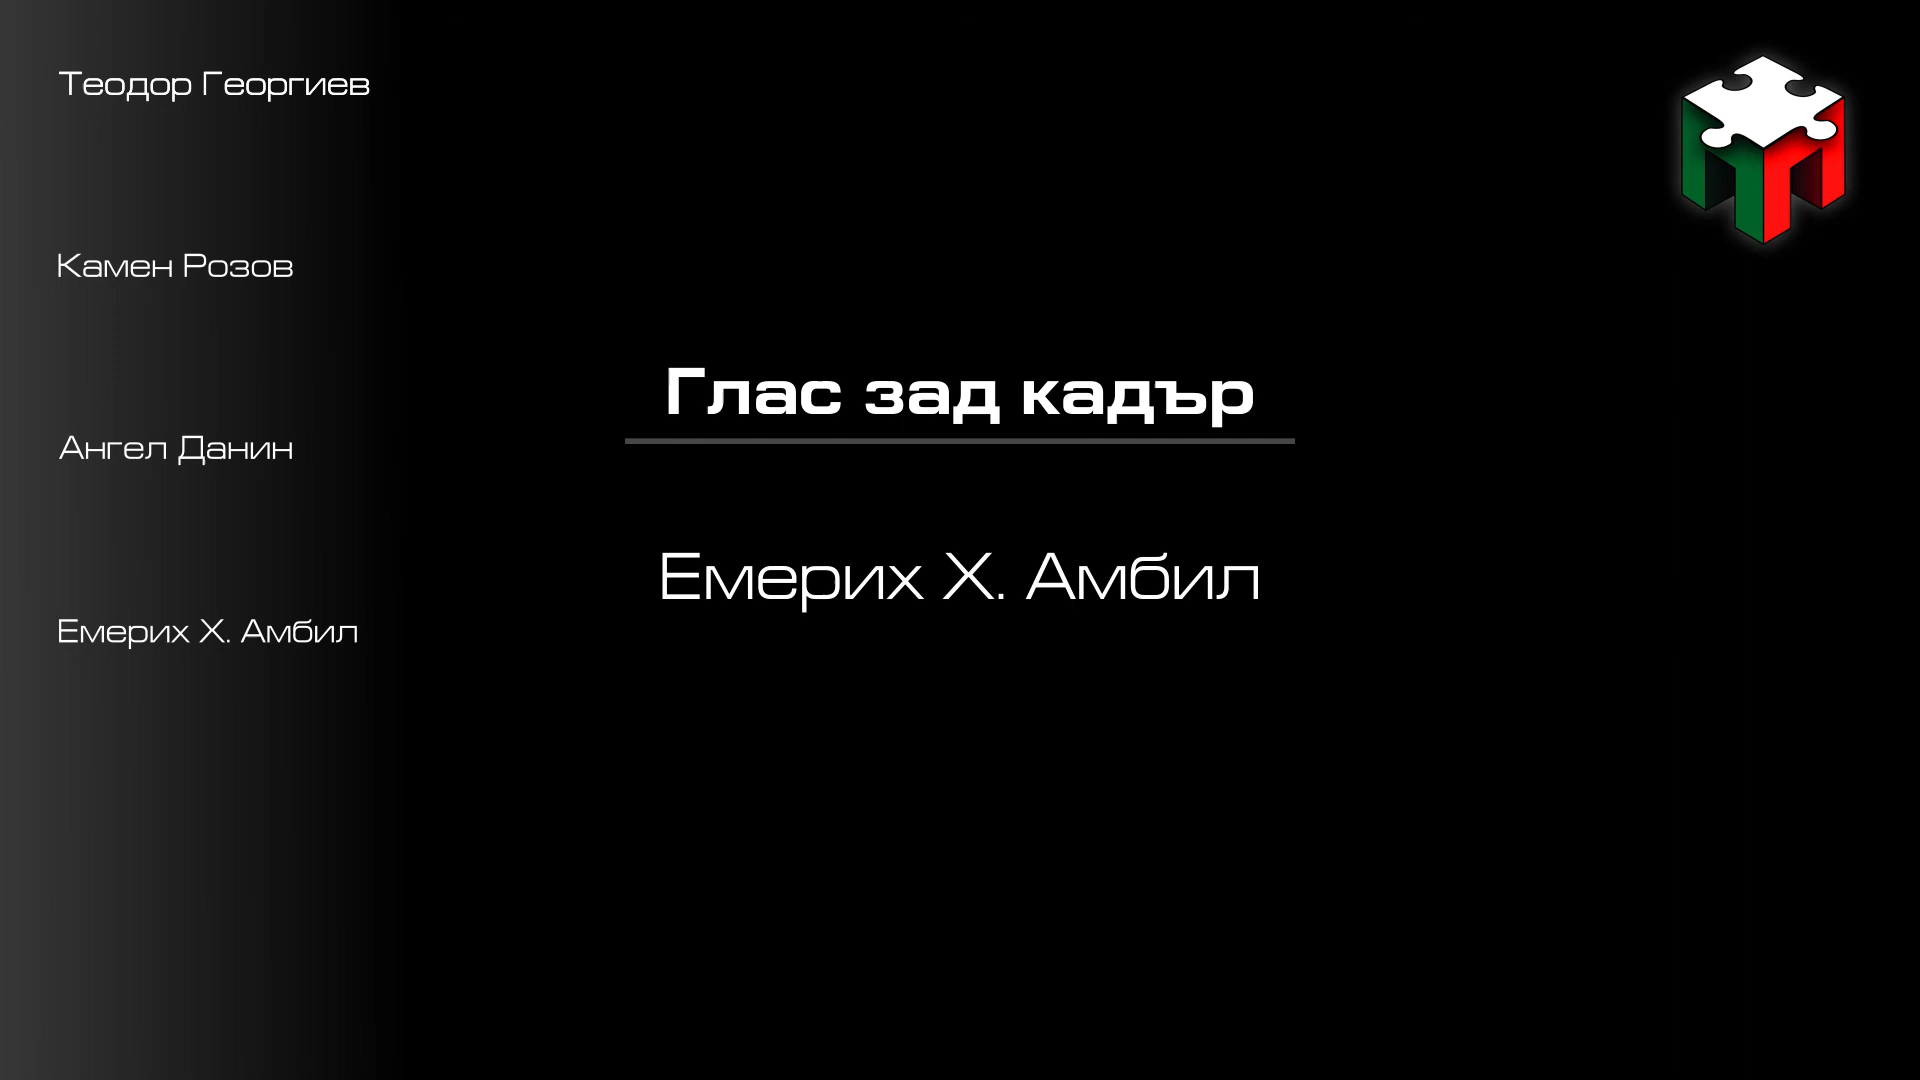 Теодор Георгиев
Камен Розов
Ангел Данин
Емерих Х. Амбил
Глас зад кадър
Емерих Х. Амбил